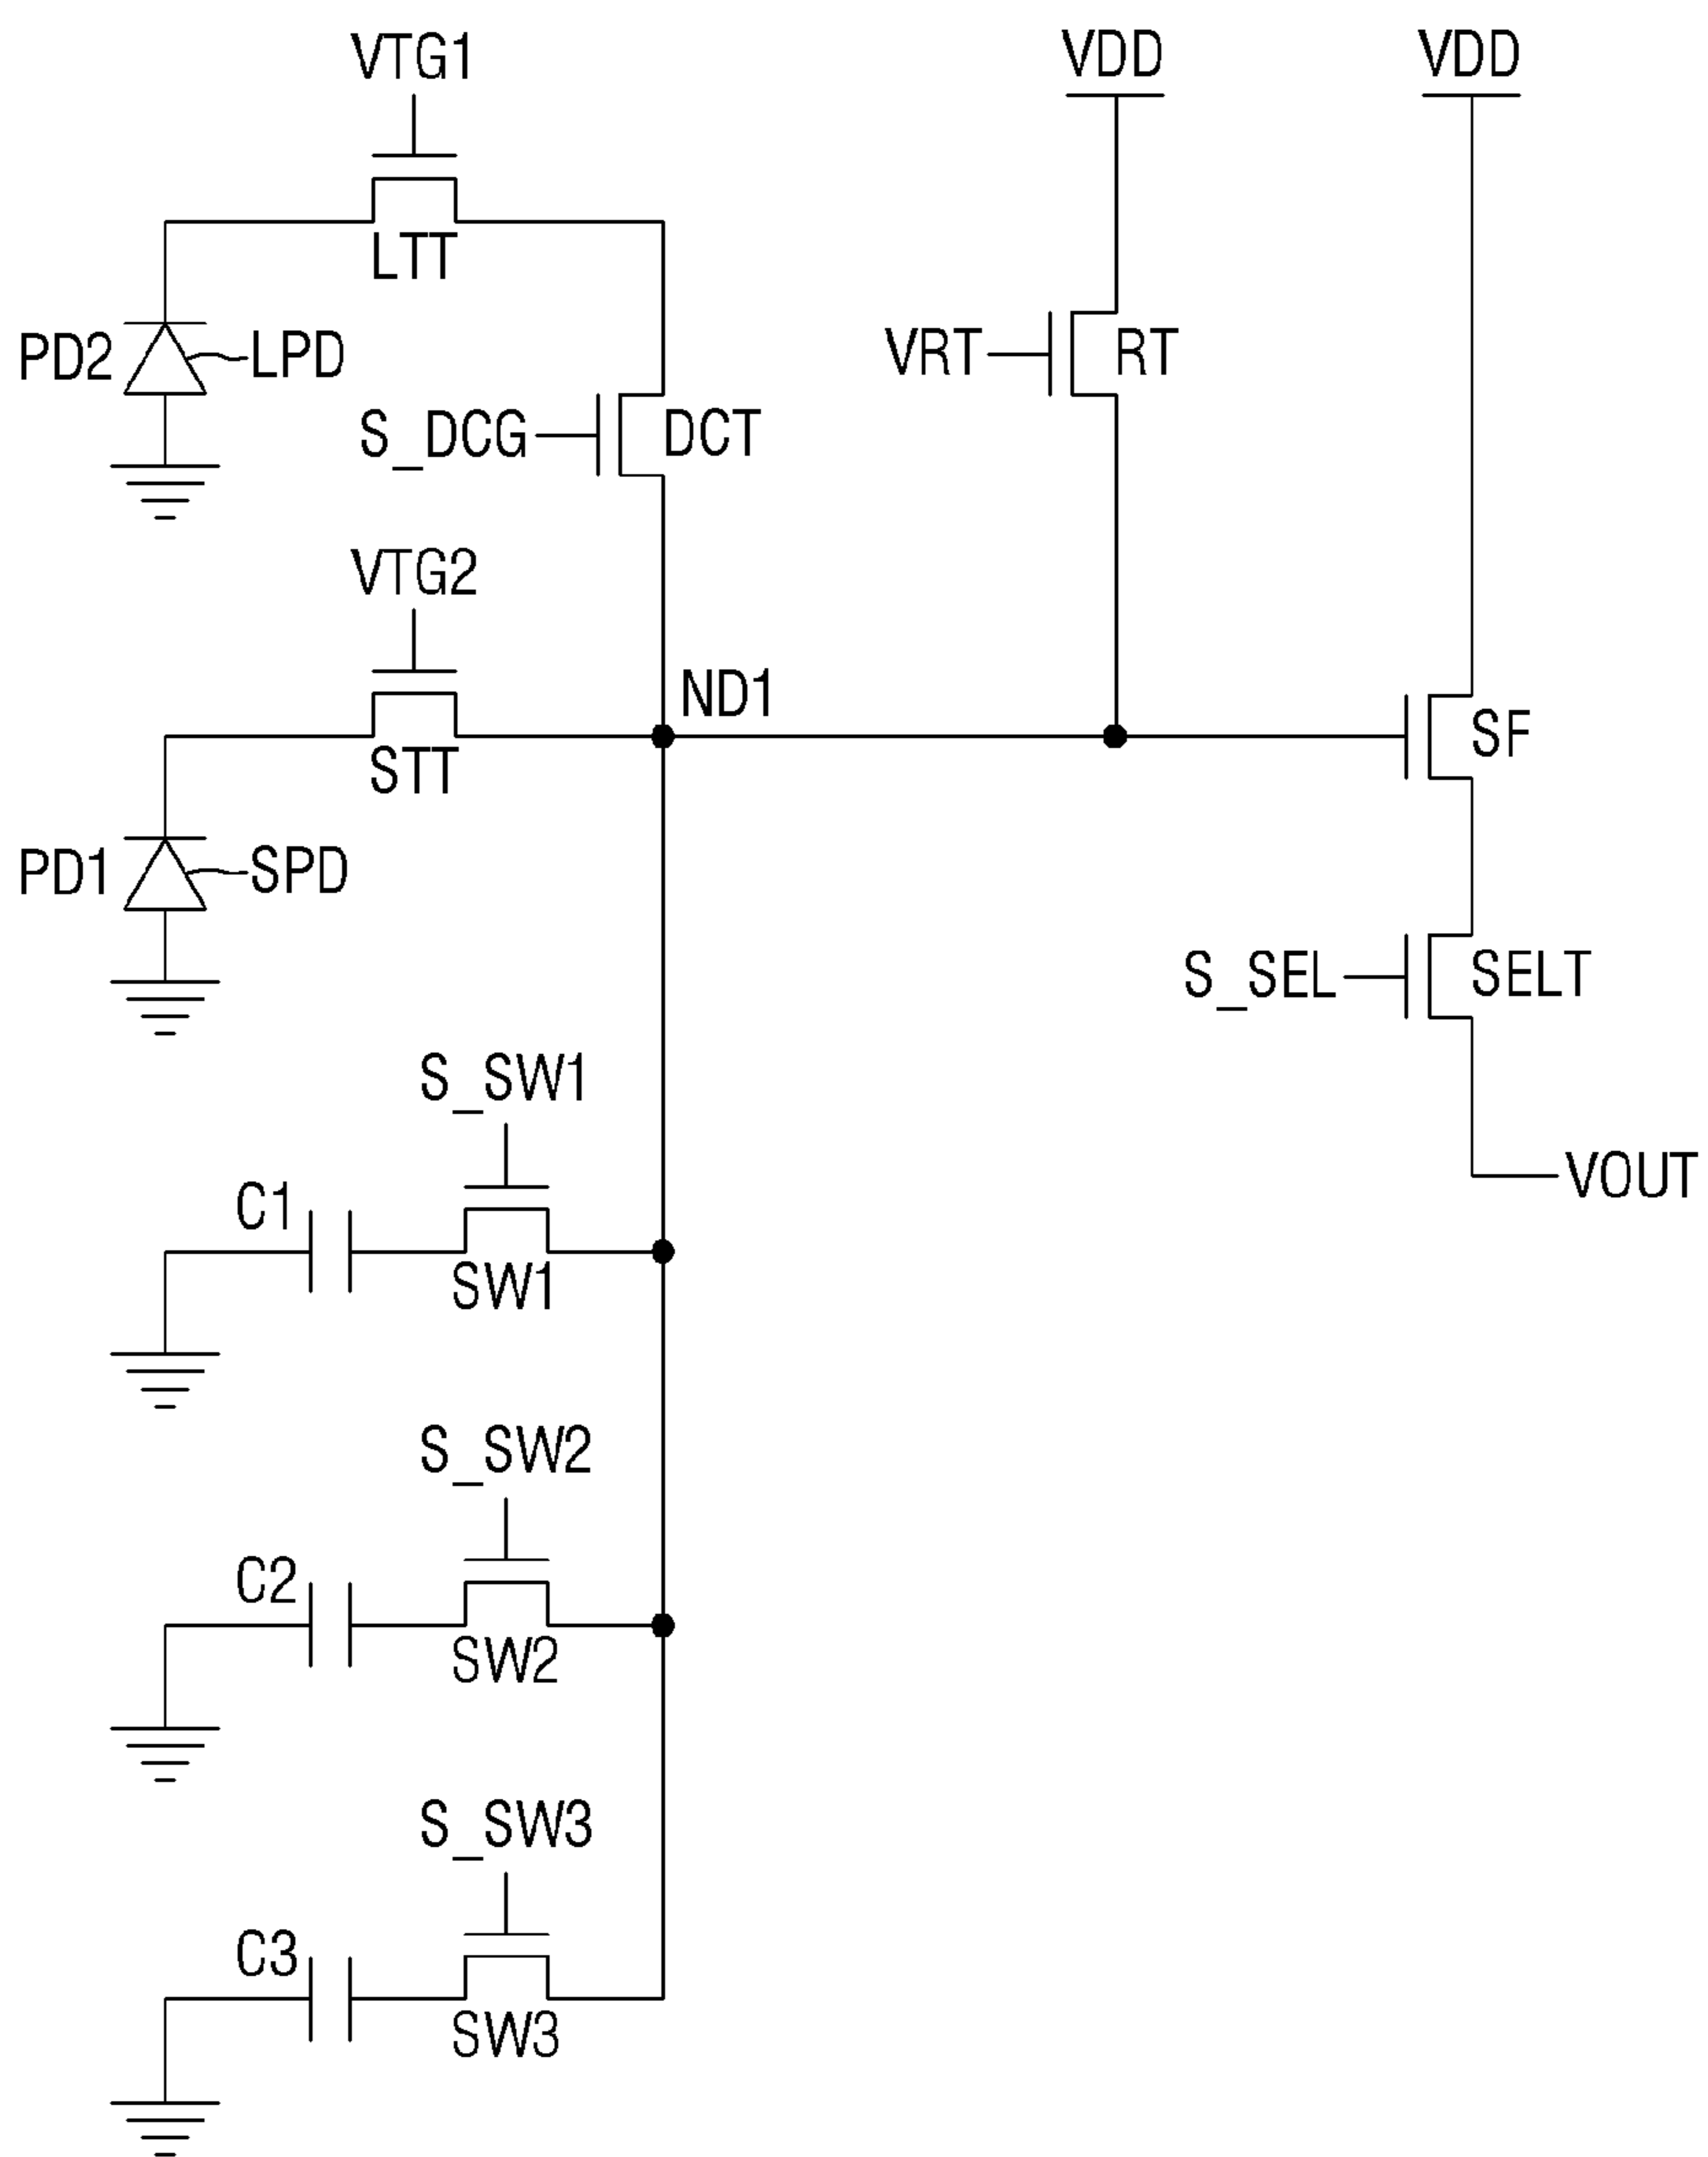 VTG1
VDD
VDD
LTT
PD2
LPD
VRT
RT
S_DCG
DCT
VTG2
ND1
STT
SF
PD1
SPD
S_SEL
SELT
S_SW1
VOUT
C1
SW1
S_SW2
C2
SW2
S_SW3
C3
SW3